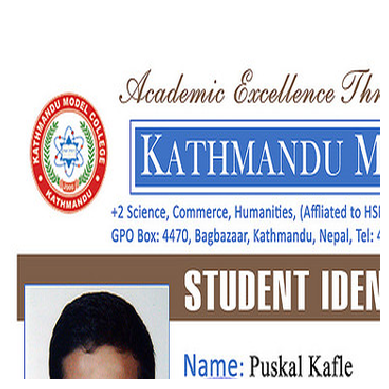 Academic Excellence Thr
KATHMANDU MODEL COLLEGE
KATHMANDU
KATHMANDU M
+2 Science, Commerce, Humanities, (Affliated to HS
GPO Box: 4470, Bagbazaar, Kathmandu, Nepal, Tel: 4
STUDENT IDEN
Name: Puskal Kafle